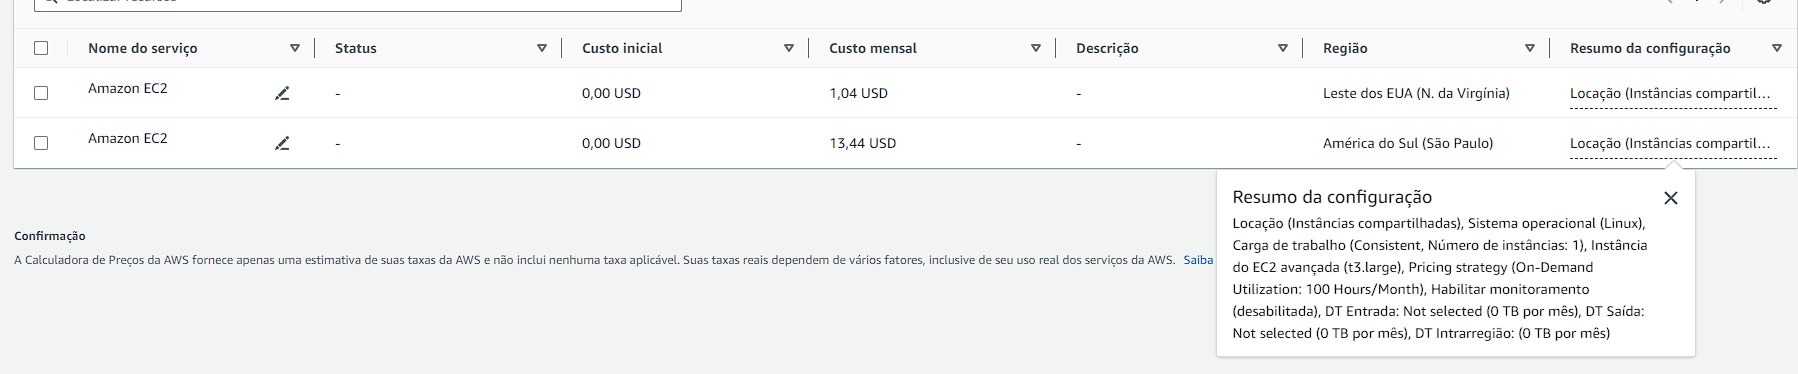 Nome do serviço Status Custo inicial Custo mensal Descrição Região Resumo da configuração
Amazon EC2 - 0,00 USD 1,04 USD - Leste dos EUA (N. da Virgínia) Locação (Instâncias compartil...
Amazon EC2 - 0,00 USD 13,44 USD - América do Sul (São Paulo) Locação (Instâncias compartil...
Resumo da configuração
Locação (Instâncias compartilhadas), Sistema operacional (Linux),
Carga de trabalho (Consistent, Número de instâncias: 1), Instância
do EC2 avançada (t3.large), Pricing strategy (On-Demand
Utilization: 100 Hours/Month), Habilitar monitoramento
(desabilitada), DT Entrada: Not selected (0 TB por mês), DT Saída:
Not selected (0 TB por mês), DT Intrarregião: (0 TB por mês)
Confirmação
A Calculadora de Preços da AWS fornece apenas uma estimativa de suas taxas da AWS e não inclui nenhuma taxa aplicável. Suas taxas reais dependem de vários fatores, inclusive de seu uso real dos serviços da AWS. Saiba